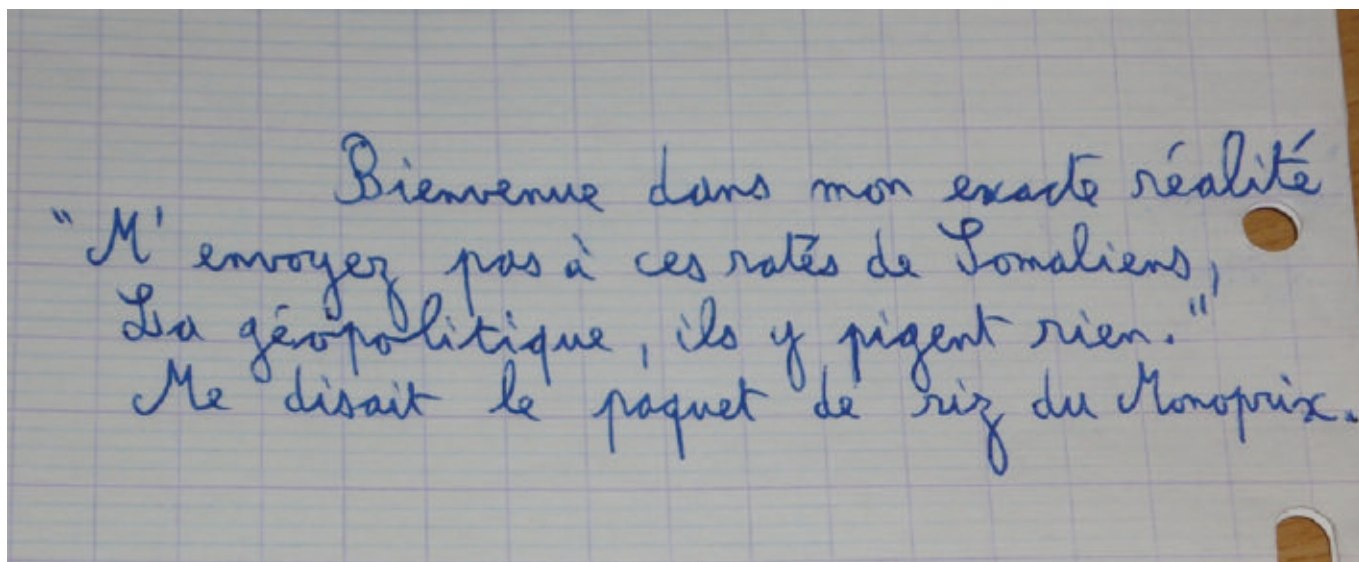 Bienvenue dans mon exacte réalité
"M'envoyez pas à ces ratés de Somaliens,
La géopolitique, ils y pigent rien."
Me disait le paquet de riz du Monoprix.